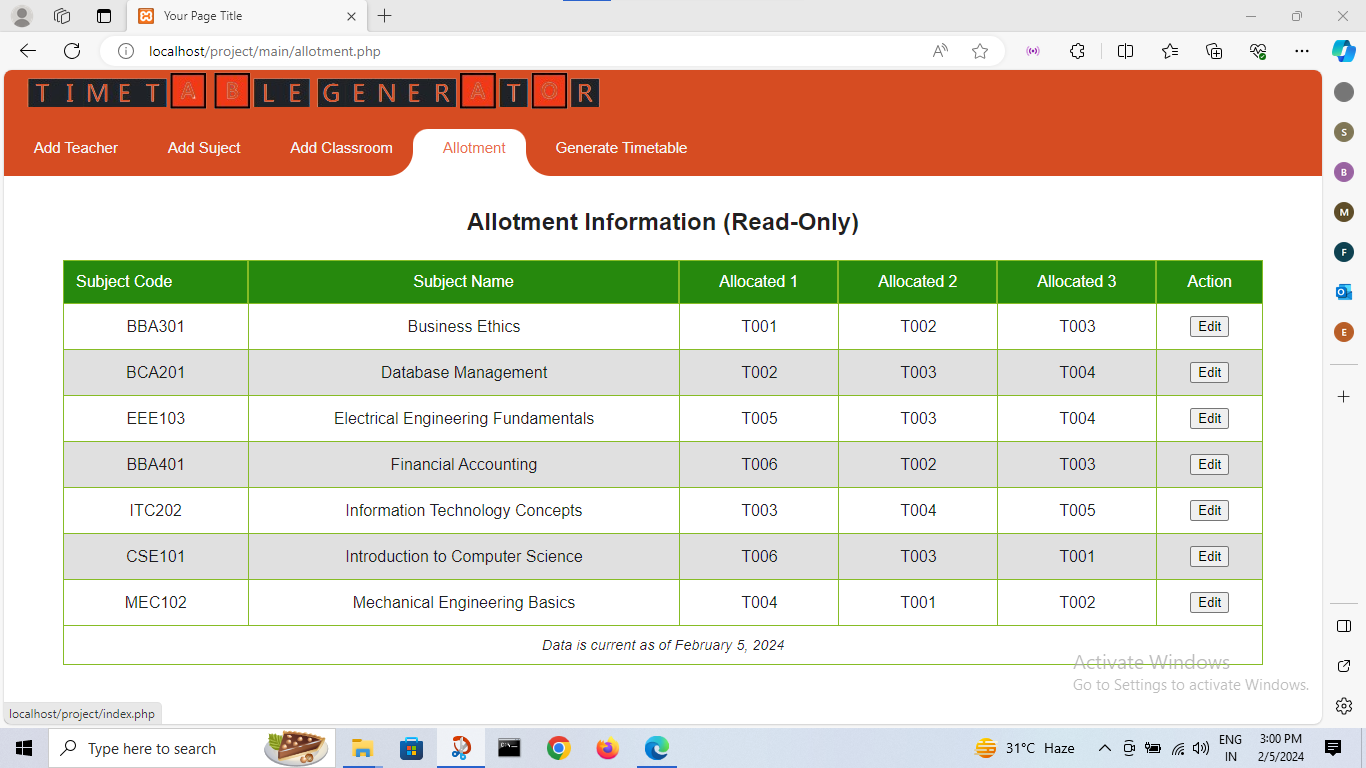 Your Page Title
localhost/project/main/allotment.php
TIMETABLE GENERATOR
Add Teacher Add Suject Add Classroom Allotment Generate Timetable
Allotment Information (Read-Only)
Subject Code Subject Name Allocated 1 Allocated 2 Allocated 3 Action
BBA301 Business Ethics T001 T002 T003 Edit
BCA201 Database Management T002 T003 T004 Edit
EEE103 Electrical Engineering Fundamentals T005 T003 T004 Edit
BBA401 Financial Accounting T006 T002 T003 Edit
ITC202 Information Technology Concepts T003 T004 T005 Edit
CSE101 Introduction to Computer Science T006 T003 T001 Edit
MEC102 Mechanical Engineering Basics T004 T001 T002 Edit
Data is current as of February 5, 2024
Activate Windows
Go to Settings to activate Windows.
S
B
M
F
E
localhost/project/index.php
Type here to search
31°C Haze
ENG
IN
3:00 PM
2/5/2024